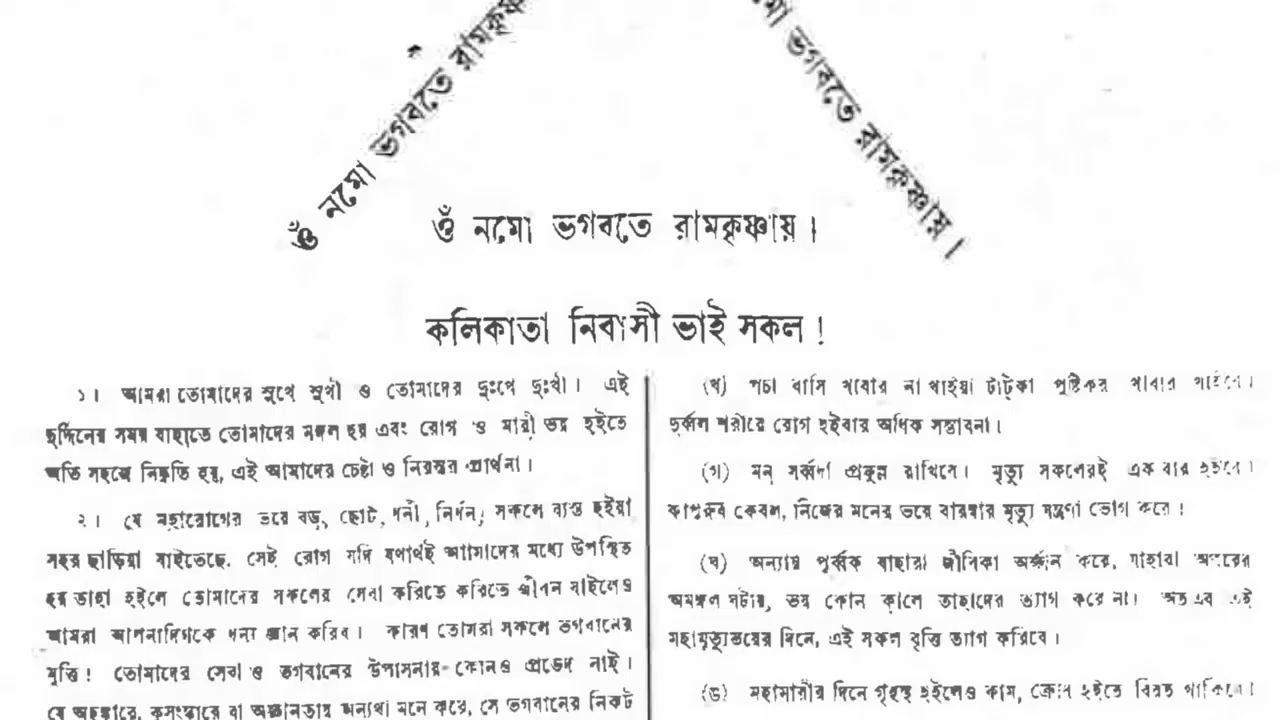 ওঁ নমো ভগবতে রামকৃষ্ণ
নমো ভগবতে রামকৃষ্ণায়।
ওঁ নমো ভগবতে রামকৃষ্ণায়।
কলিকাতা নিবাসী ভাই সকল!
১। আমরা তোমাদের সুখে সুখী ও তোমাদের দুঃখে দুঃখী। এই
দুর্দ্দিনের সময় যাহাতে তোমাদের মঙ্গল হয় এবং রোগ ও মারী ভয় হইতে
অতি সহজে নিষ্কৃতি হয়, এই আমাদের চেষ্টা ও নিরন্তর প্রার্থনা।
২। যে মহারোগের ভয়ে বড়, ছোট, ধনী, নির্ধন, সকলে ব্যস্ত হইয়া
সহর ছাড়িয়া যাইতেছে, সেই রোগ যদি যথার্থই আমাদের মধ্যে উপস্থিত
হয় তাহা হইলে তোমাদের সকলের সেবা করিতে করিতে জীবন যাইলেও
আমরা আপনাদিগকে ধন্য জ্ঞান করিব। কারণ তোমরা সকলে ভগবানের
মূর্ত্তি! তোমাদের সেবা ও ভগবানের উপাসনায় কোনও প্রভেদ নাই।
যে অহঙ্কারে, কুসংস্কারে বা অজ্ঞানতায় অন্যথা মনে করে, সে ভগবানের নিকট
(খ) পচা বাসি খাবার না খাইয়া টাট্‌কা পুষ্টিকর খাবার খাইবে।
দুর্ব্বল শরীরে রোগ হইবার অধিক সম্ভাবনা।
(গ) মন সর্ব্বদা প্রফুল্ল রাখিবে। মৃত্যু সকলেরই এক বার হইবে।
কাপুরুষ কেবল, নিজের মনের ভয়ে বারম্বার মৃত্যু যন্ত্রণা ভোগ করে!
(ঘ) অন্যায় পূর্ব্বক যাহারা জীবিকা অর্জ্জন করে, যাহারা অপরের
অমঙ্গল ঘটায়, ভয় কোন কালে তাহাদের ত্যাগ করে না। অতএব এই
মহামৃত্যুভয়ের দিনে, এই সকল বৃত্তি ত্যাগ করিবে।
(ঙ) মহামারীর দিনে গৃহস্থ হইলেও কাম, ক্রোধ হইতে বিরত থাকিবে।